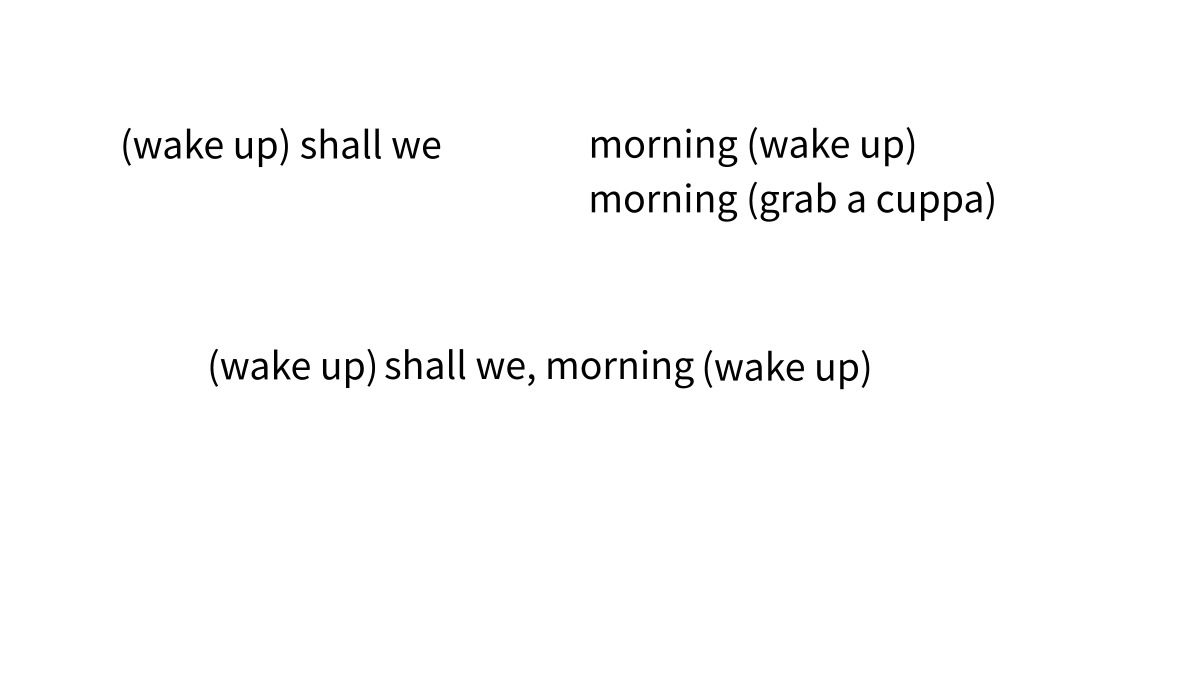 (wake up) shall we
morning (wake up)
morning (grab a cuppa)
(wake up) shall we, morning (wake up)